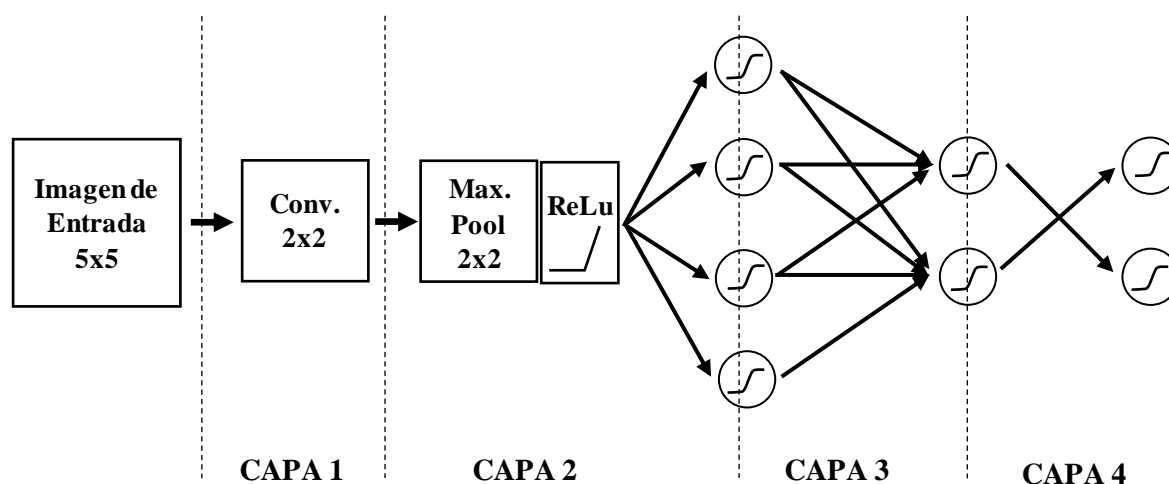 Imagen de
Entrada
5x5
Conv.
2x2
Max.
Pool
2x2
ReLu
CAPA 1
CAPA 2
CAPA 3
CAPA 4